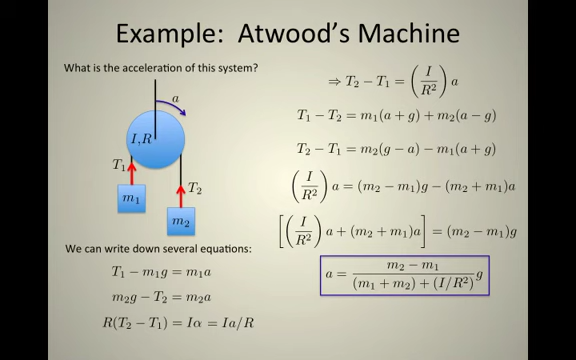 Example: Atwood's Machine
What is the acceleration of this system?
a
I,R
T₁
T₂
m₁
m₂
We can write down several equations:
T₁ − m₁g = m₁a
m₂g − T₂ = m₂a
R(T₂ − T₁) = Iα = Ia/R
⇒ T₂ − T₁ = (I/R²) a
T₁ − T₂ = m₁(a + g) + m₂(a − g)
T₂ − T₁ = m₂(g − a) − m₁(a + g)
(I/R²) a = (m₂ − m₁)g − (m₂ + m₁)a
[(I/R²) a + (m₂ + m₁)a] = (m₂ − m₁)g
a = (m₂ − m₁)/((m₁ + m₂) + (I/R²)) g